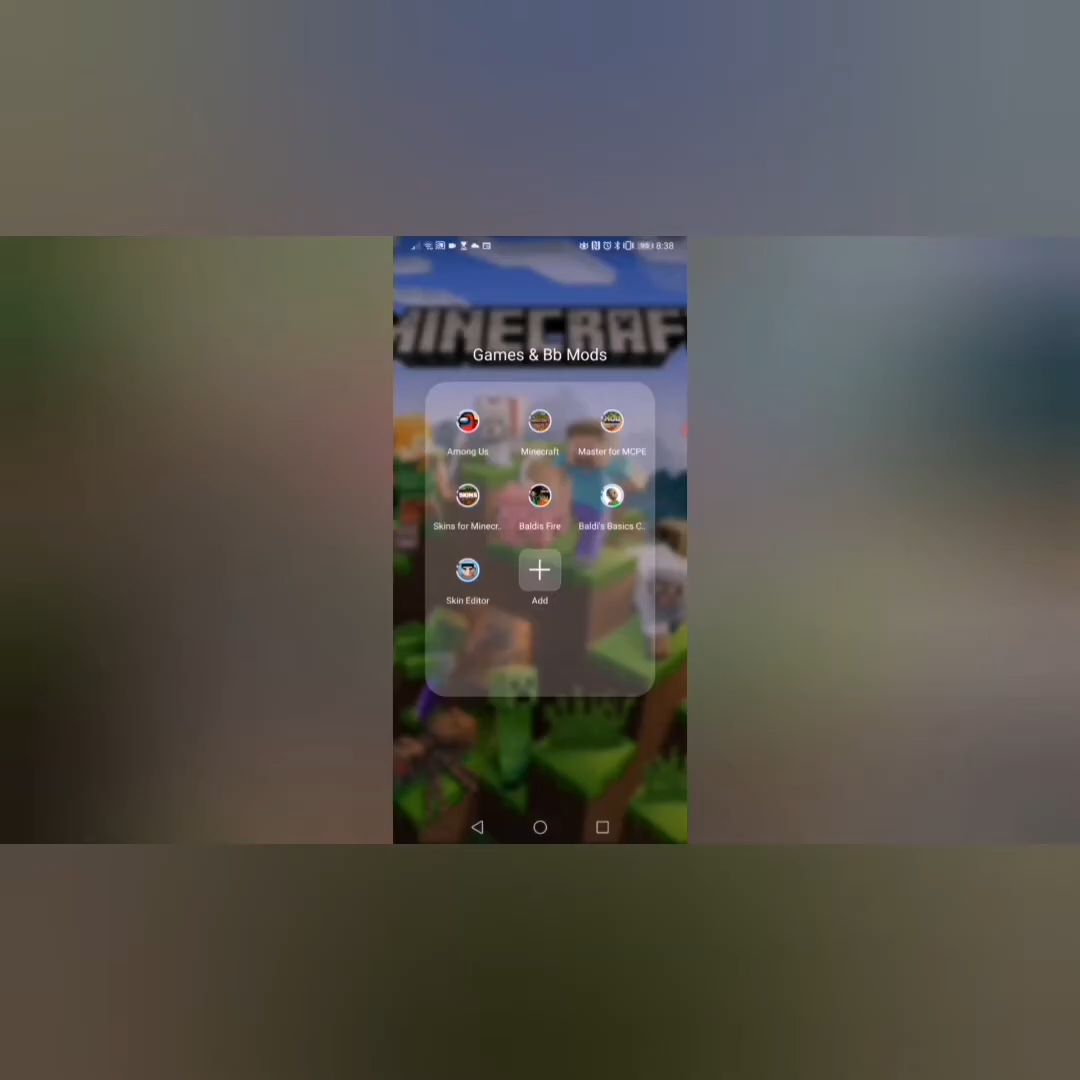 8:38
MINECRAF
Games & Bb Mods
Among Us
Minecraft
Master for MCPE
Skins for Minecr..
Baldis Fire
Baldi's Basics C..
SKINS
Skin Editor
Add